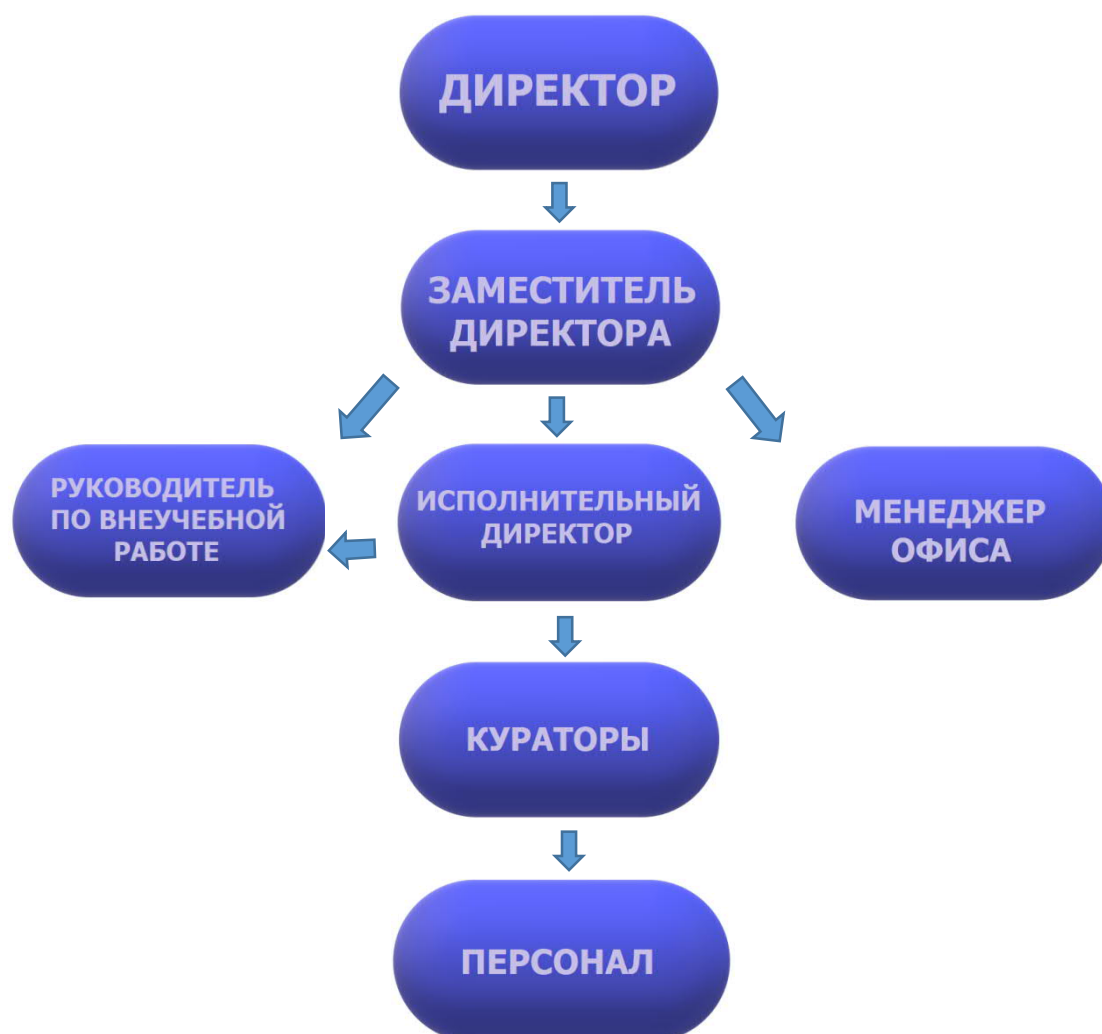 ДИРЕКТОР
ЗАМЕСТИТЕЛЬ
ДИРЕКТОРА
РУКОВОДИТЕЛЬ
ПО ВНЕУЧЕБНОЙ
РАБОТЕ
ИСПОЛНИТЕЛЬНЫЙ
ДИРЕКТОР
МЕНЕДЖЕР
ОФИСА
КУРАТОРЫ
ПЕРСОНАЛ